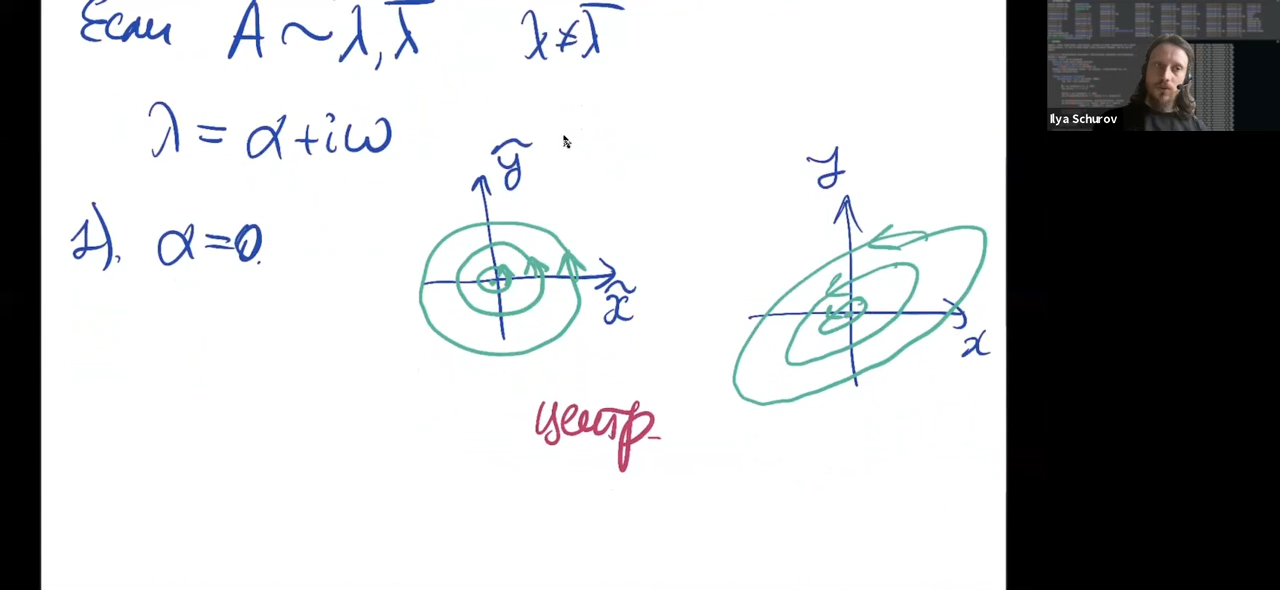 Если A ~ λ, λ̅ λ ≠ λ̅
Ilya Schurov
λ = α + iω
1). α = 0.
ỹ
x̃
y
x
центр